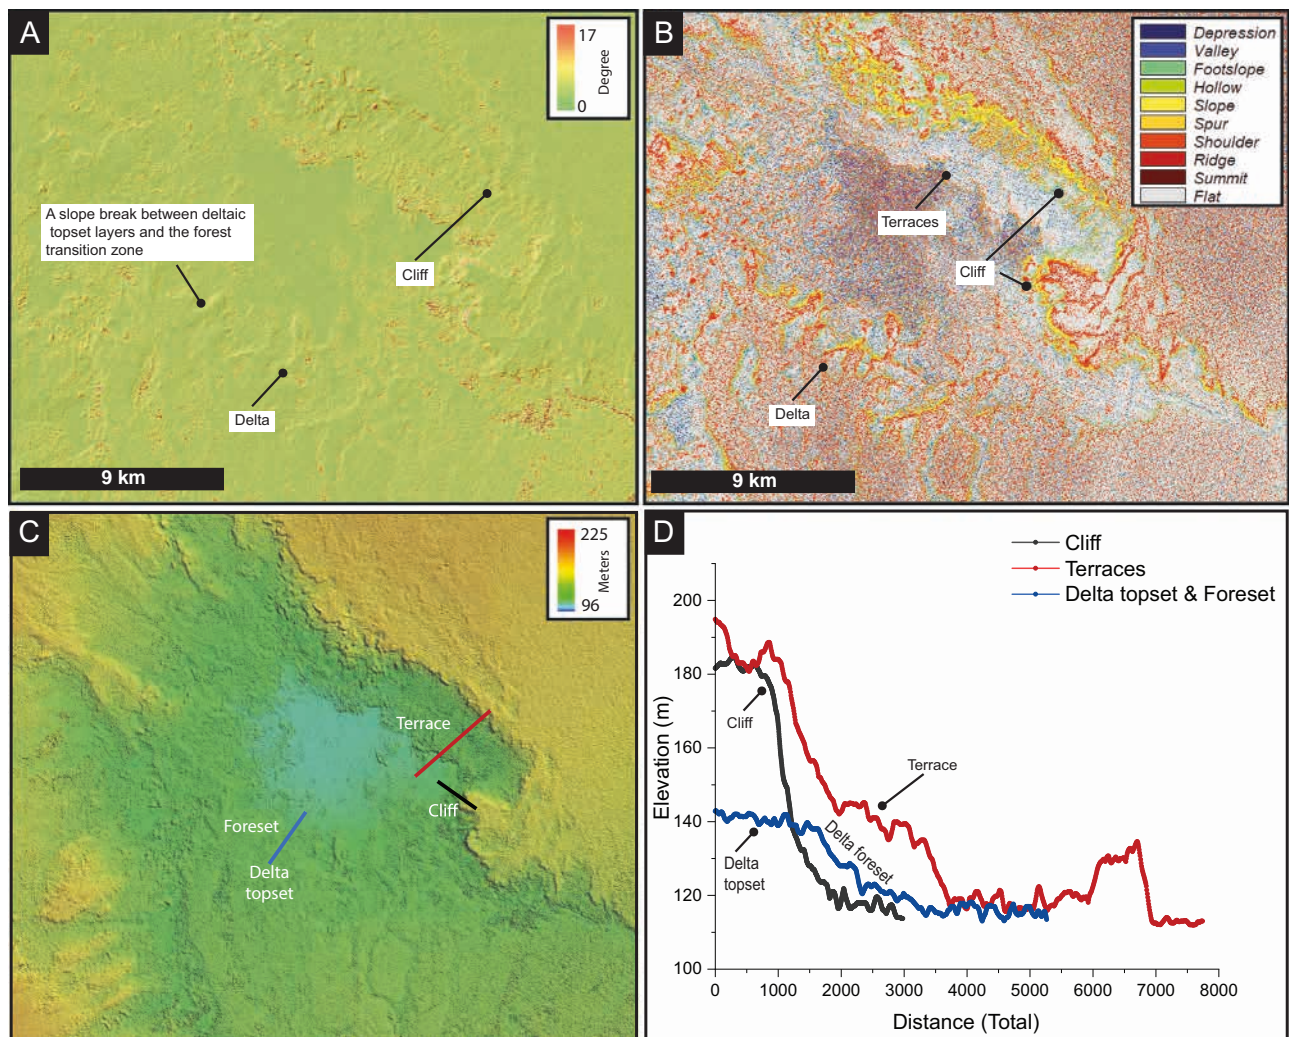 A
17
Degree
0
A slope break between deltaic
topset layers and the forest
transition zone
Cliff
Delta
9 km
B
Depression
Valley
Footslope
Hollow
Slope
Spur
Shoulder
Ridge
Summit
Flat
Terraces
Cliff
Delta
9 km
C
225
Meters
96
Terrace
Cliff
Foreset
Delta
topset
D
Cliff
Terraces
Delta topset & Foreset
Elevation (m)
200
180
160
140
120
100
Cliff
Terrace
Delta
topset
Delta foreset
0
1000
2000
3000
4000
5000
6000
7000
8000
Distance (Total)